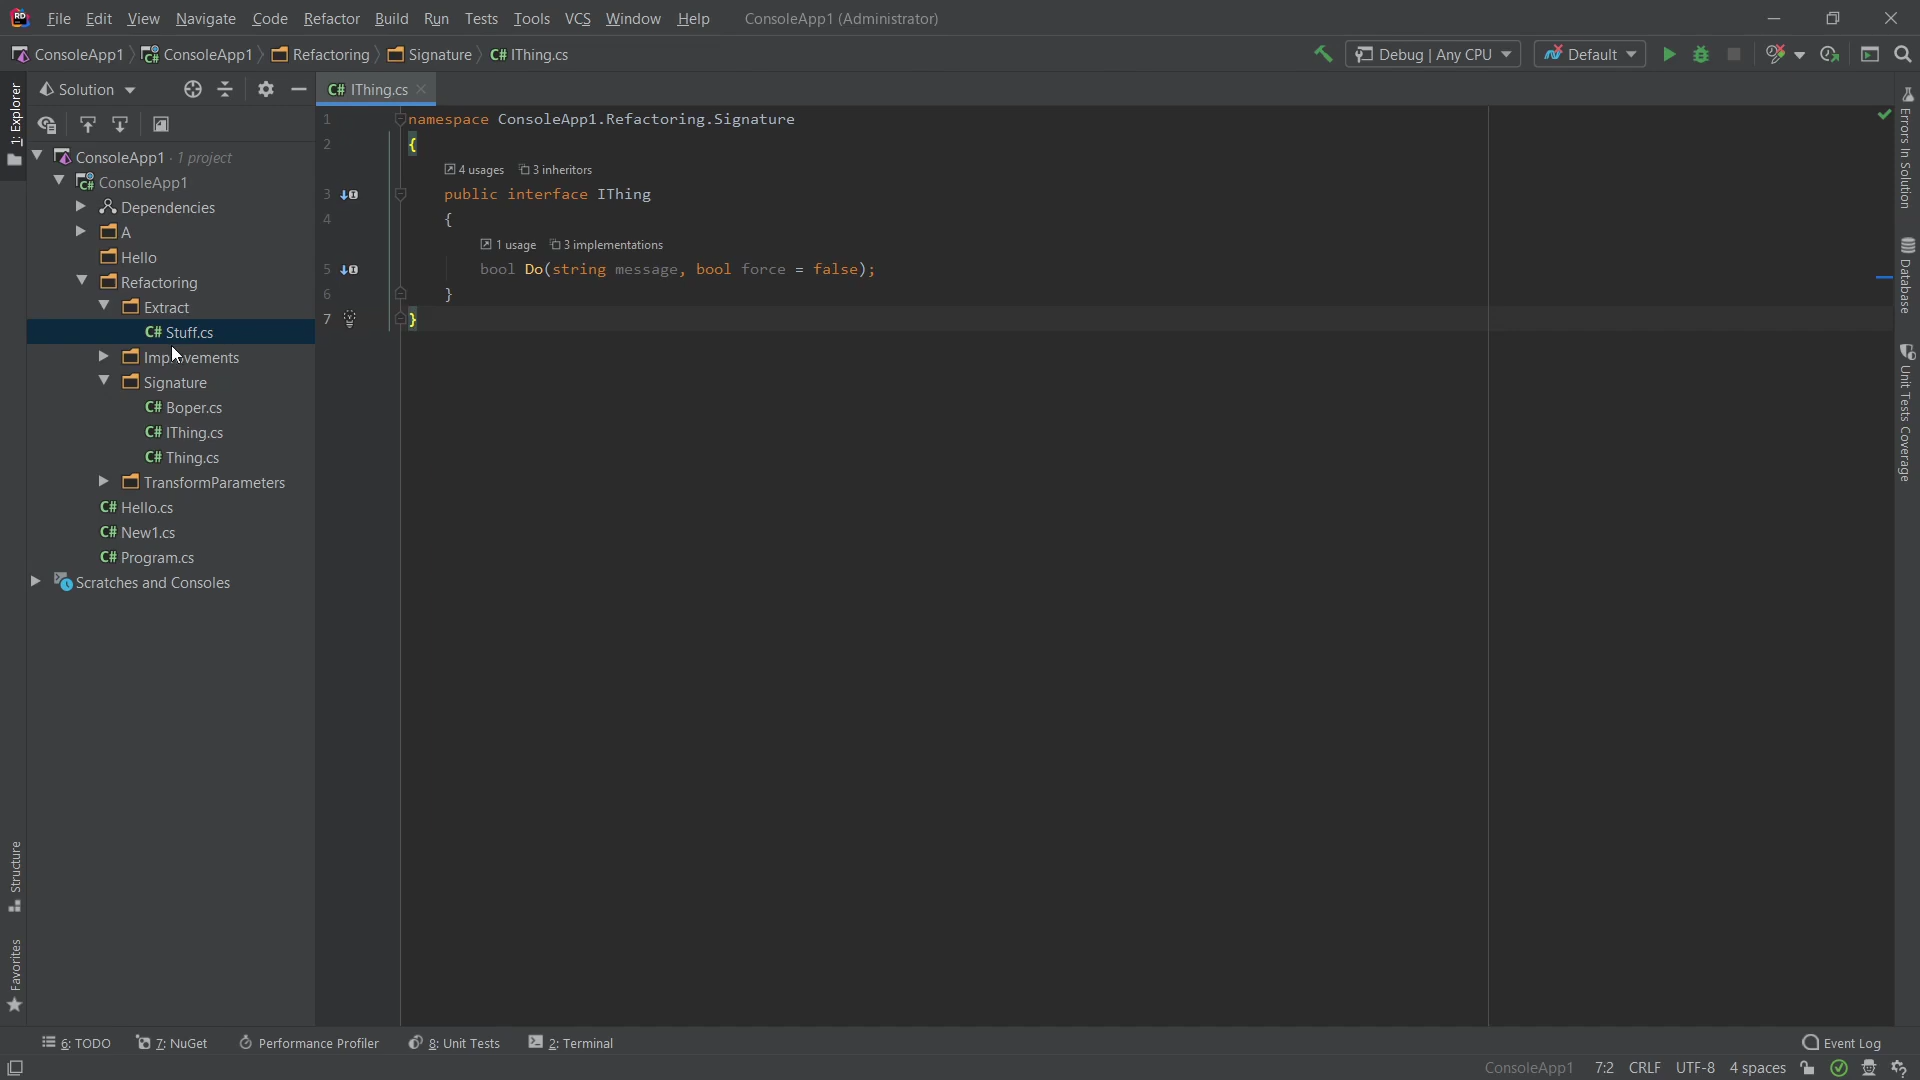 File Edit View Navigate Code Refactor Build Run Tests Tools VCS Window Help ConsoleApp1 (Administrator)
ConsoleApp1 ConsoleApp1 Refactoring Signature C# IThing.cs Debug | Any CPU Default
Solution
C# IThing.cs
1: Explorer
ConsoleApp1 · 1 project
ConsoleApp1
Dependencies
A
Hello
Refactoring
Extract
C# Stuff.cs
Signature
C# Boper.cs
C# IThing.cs
C# Thing.cs
TransformParameters
C# Hello.cs
C# New1.cs
C# Program.cs
Scratches and Consoles
1 namespace ConsoleApp1.Refactoring.Signature
2 {
4 usages 3 inheritors
3 public interface IThing
4 {
1 usage 3 implementations
5 bool Do(string message, bool force = false);
6 }
7 }
Errors In Solution
Database
Unit Tests Coverage
Structure
Favorites
6: TODO 7: NuGet Performance Profiler 8: Unit Tests 2: Terminal Event Log
ConsoleApp1 7:2 CRLF UTF-8 4 spaces